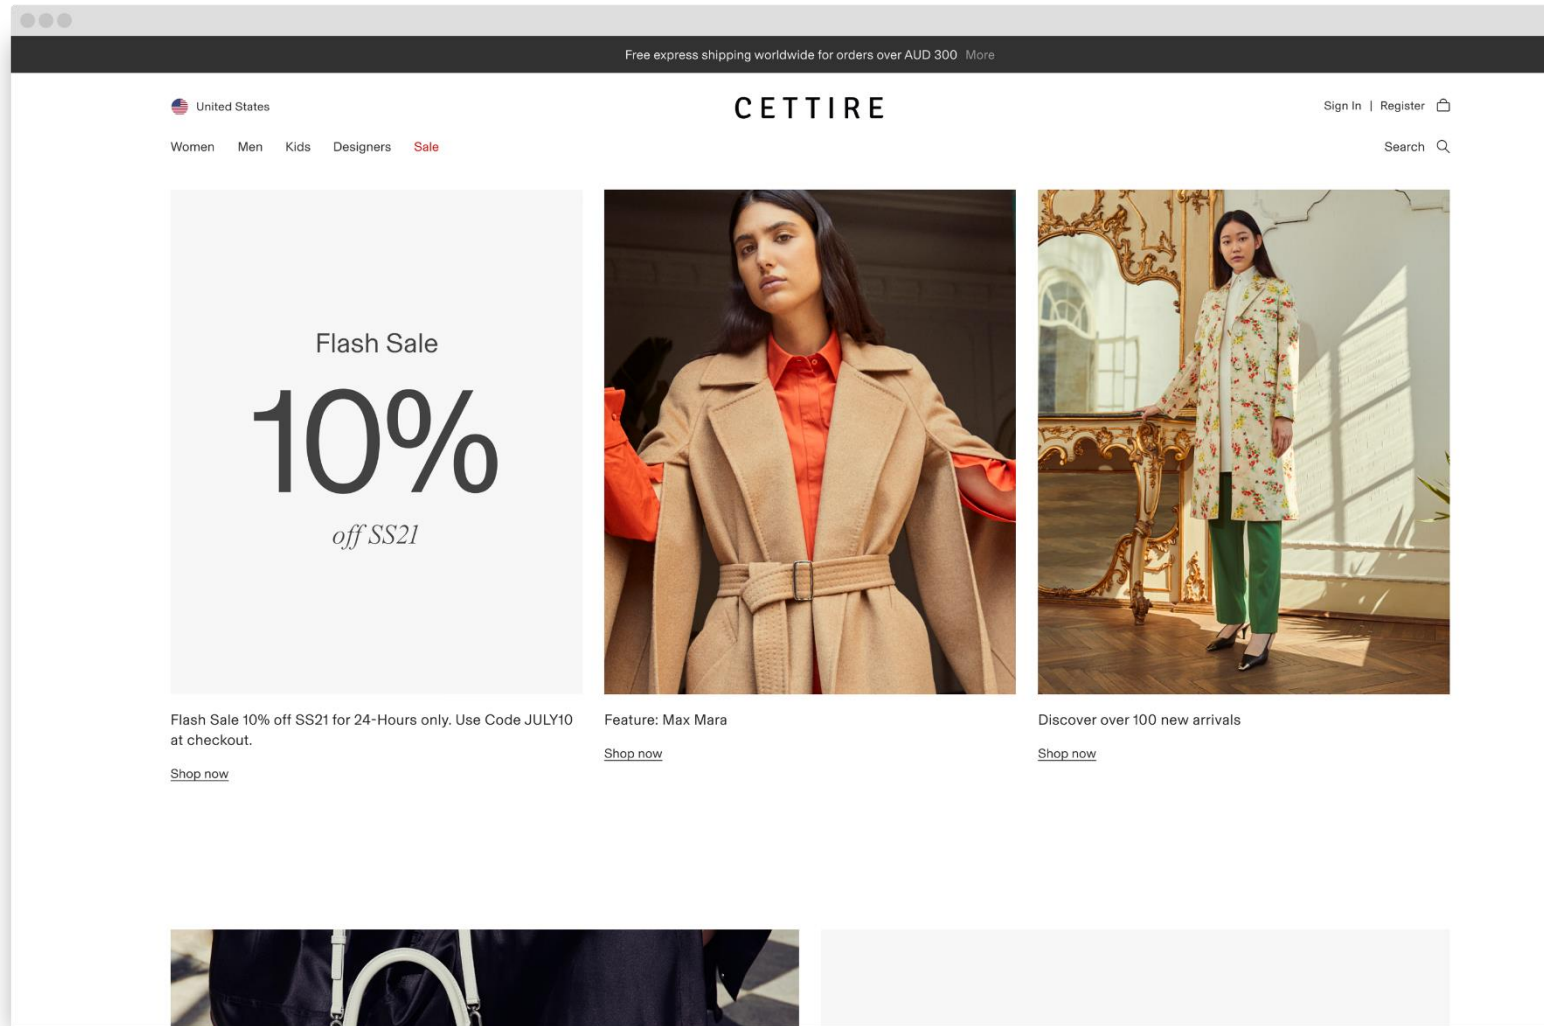 Free express shipping worldwide for orders over AUD 300 More
United States
CETTIRE
Sign In | Register
Women Men Kids Designers Sale
Search
Flash Sale
10%
off SS21
Flash Sale 10% off SS21 for 24-Hours only. Use Code JULY10
at checkout.
Shop now
Feature: Max Mara
Shop now
Discover over 100 new arrivals
Shop now